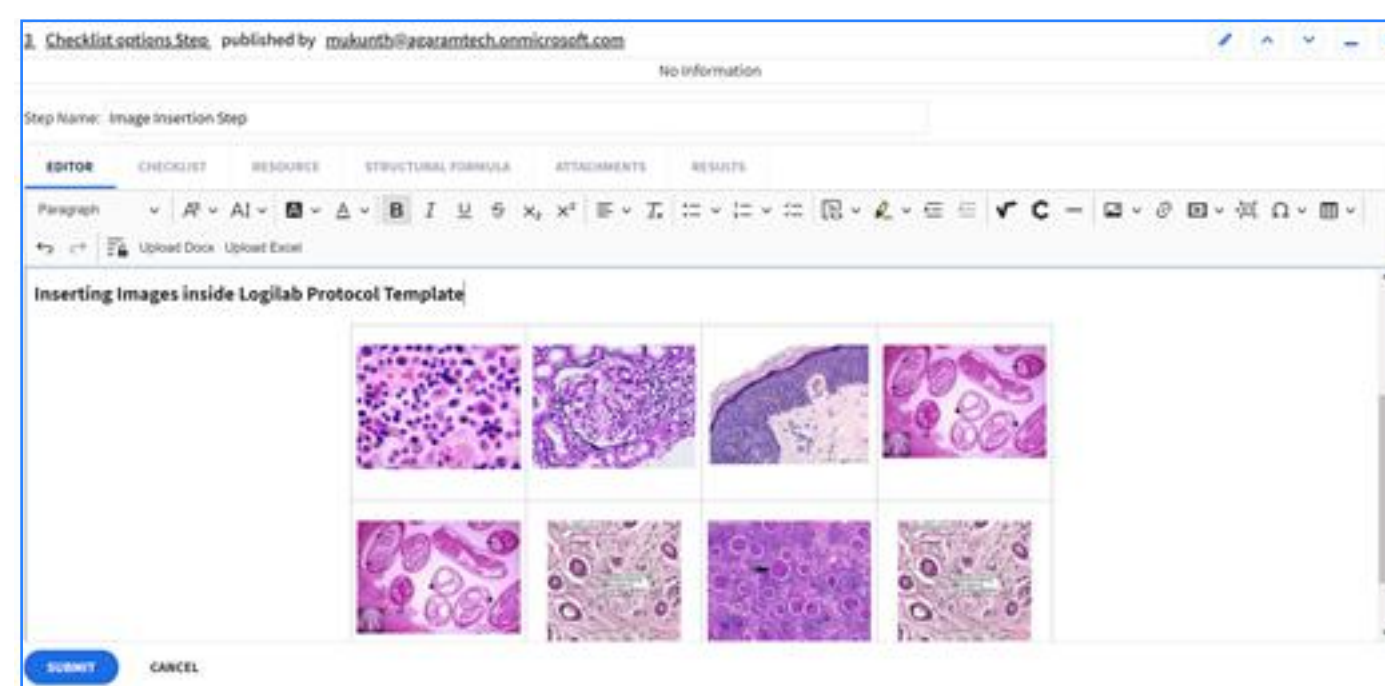 1 Checklist options Step published by mukunth@agaramtech.onmicrosoft.com
No Information
Step Name: Image Insertion Step
EDITOR CHECKLIST RESOURCE STRUCTURAL FORMULA ATTACHMENTS RESULTS
Paragraph
Upload Docx Upload Excel
Inserting Images inside Logilab Protocol Template
SUBMIT CANCEL